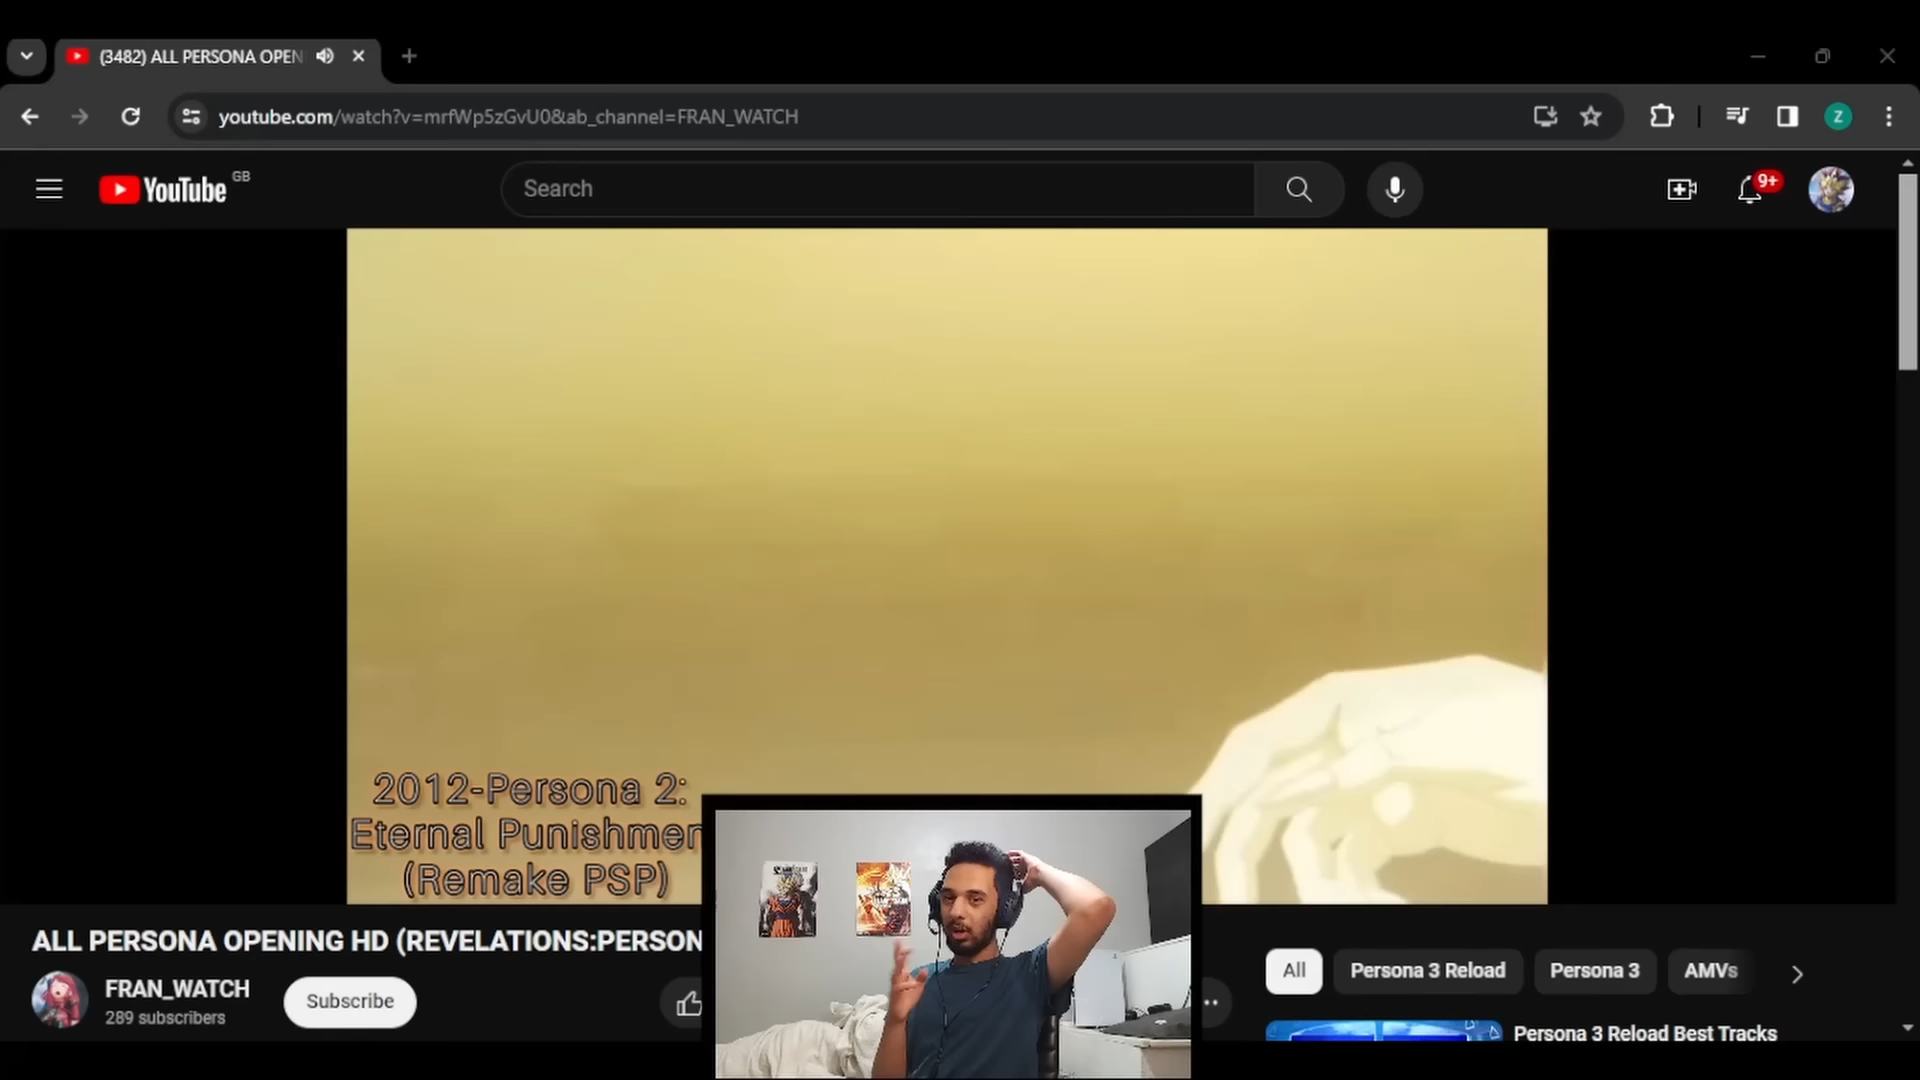 (3482) ALL PERSONA OPEN
youtube.com/watch?v=mrfWp5zGvU0&ab_channel=FRAN_WATCH
Z
YouTube GB
Search
9+
2012-Persona 2:
Eternal Punishmen
(Remake PSP)
ALL PERSONA OPENING HD (REVELATIONS:PERSON
FRAN_WATCH
289 subscribers
Subscribe
All
Persona 3 Reload
Persona 3
AMVs
Persona 3 Reload Best Tracks